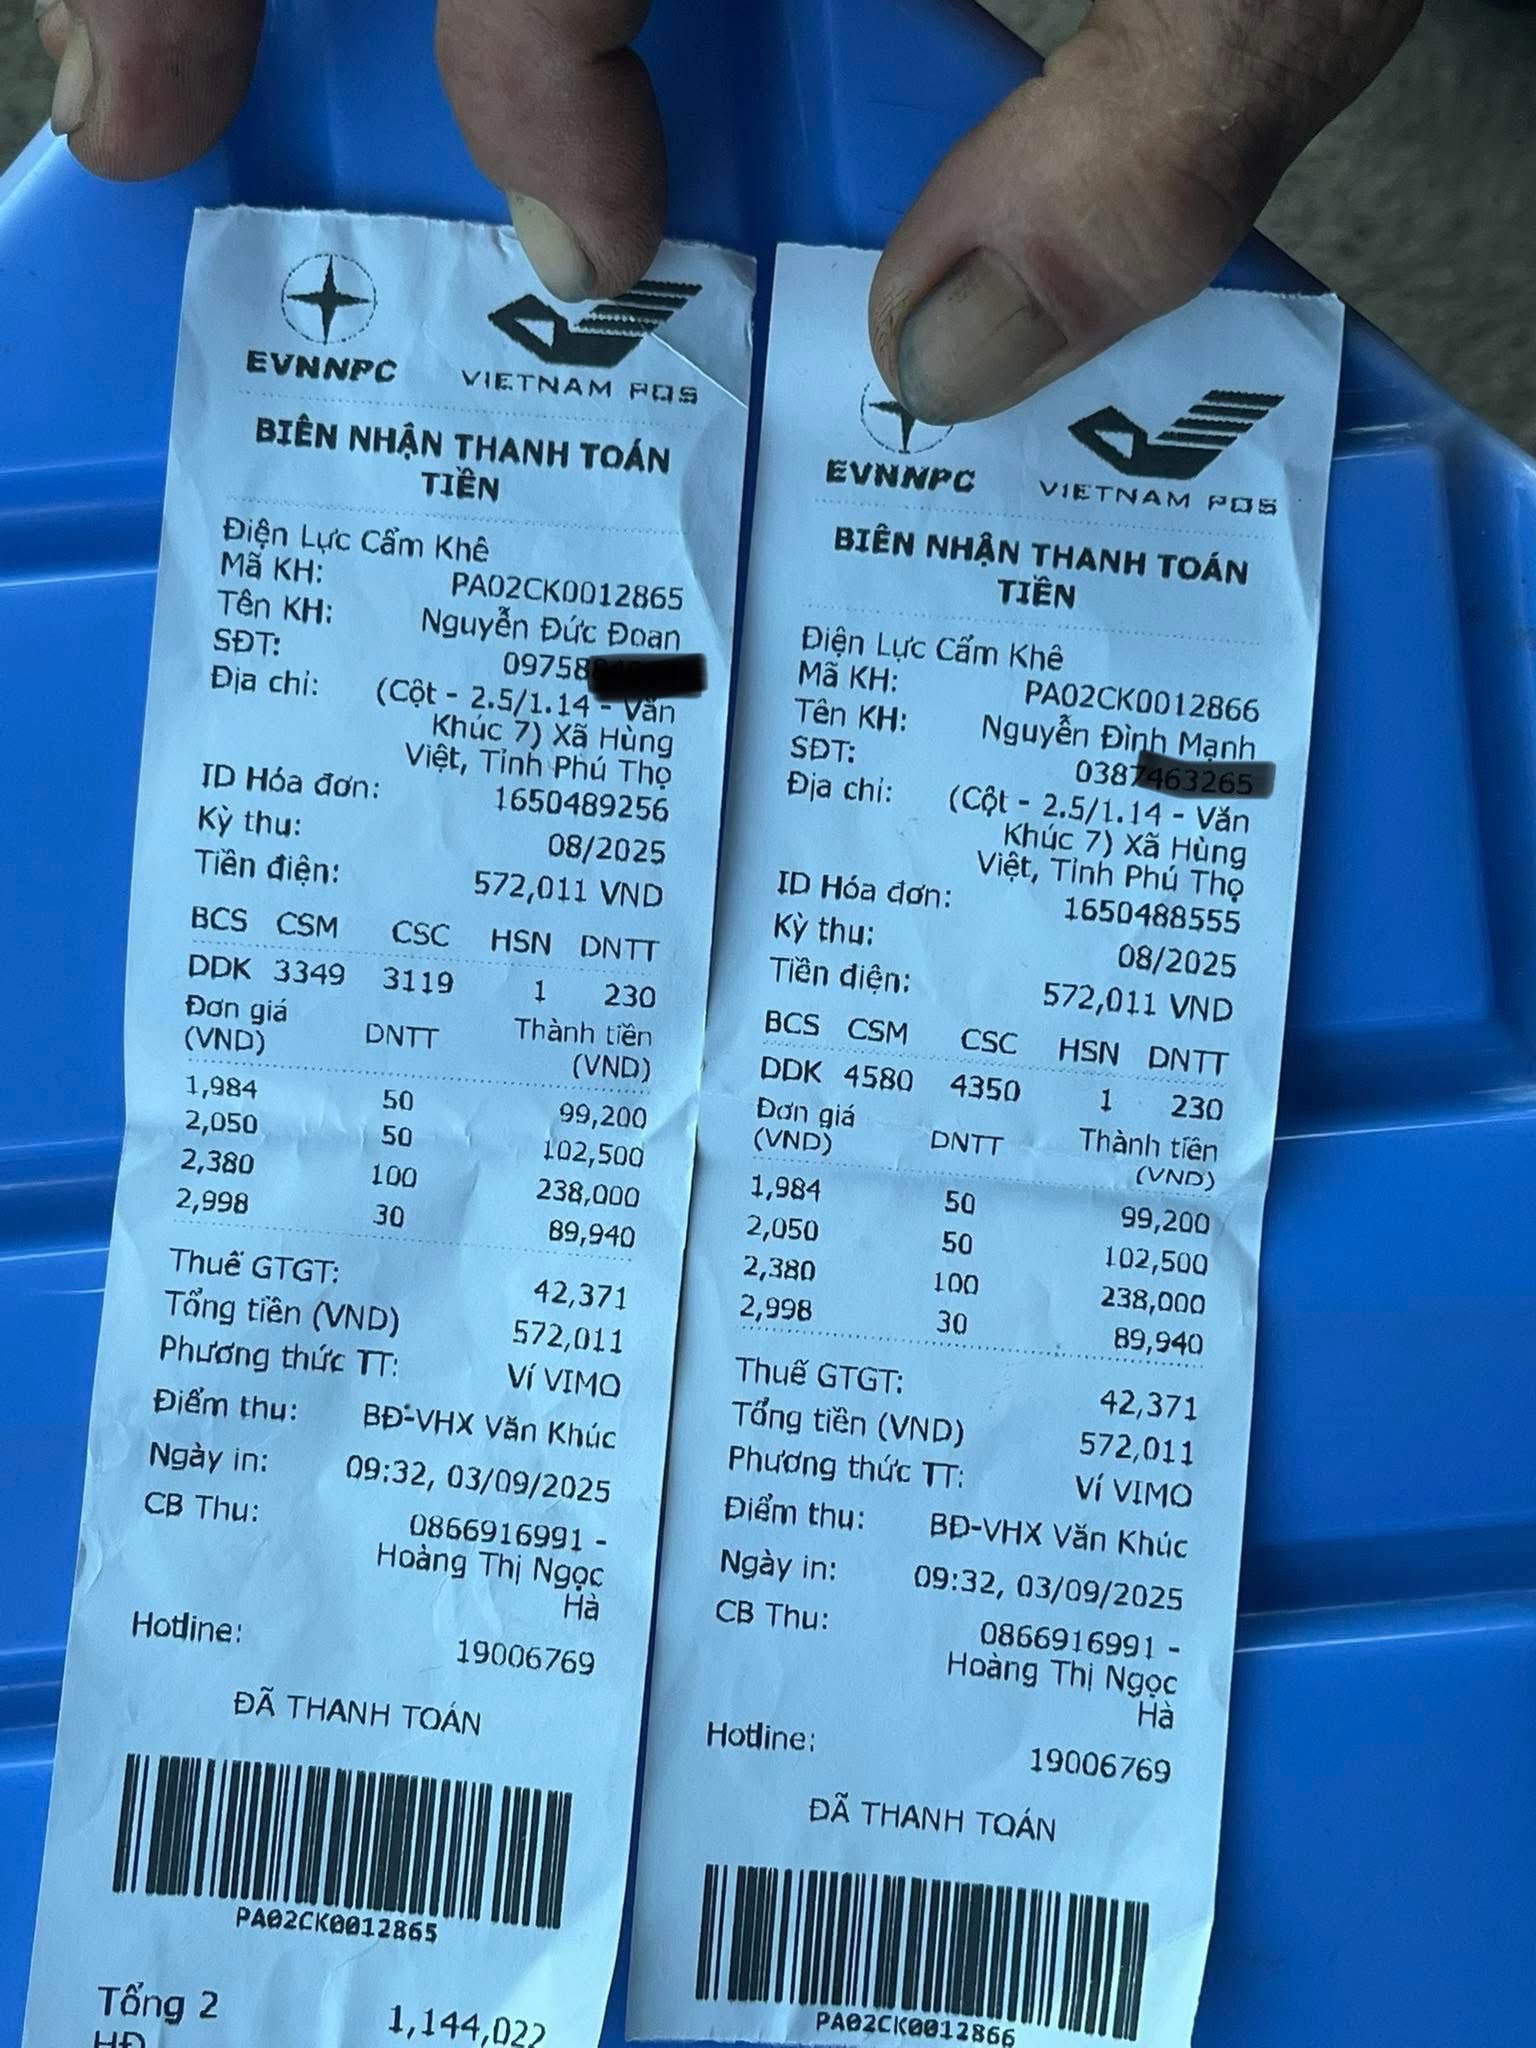 EVNNPC
VIETNAM POS
BIÊN NHẬN THANH TOÁN
TIỀN
Điện Lực Cẩm Khê
Mã KH: PA02CK0012865
Tên KH: Nguyễn Đức Đoan
SĐT: 09758
Địa chỉ: (Cột - 2.5/1.14 - Văn
Khúc 7) Xã Hùng
Việt, Tỉnh Phú Thọ
ID Hóa đơn: 1650489256
Kỳ thu: 08/2025
Tiền điện: 572,011 VND
BCS CSM CSC HSN DNTT
DDK 3349 3119 1 230
Đơn giá
(VND) DNTT Thành tiền
(VND)
1,984 50 99,200
2,050 50 102,500
2,380 100 238,000
2,998 30 89,940
Thuế GTGT: 42,371
Tổng tiền (VND) 572,011
Phương thức TT: Ví VIMO
Điểm thu: BĐ-VHX Văn Khúc
Ngày in: 09:32, 03/09/2025
CB Thu: 0866916991 -
Hoàng Thị Ngọc
Hà
Hotline: 19006769
ĐÃ THANH TOÁN
PA02CK0012865
Tổng 2 1,144,022
HĐ
EVNNPC
VIETNAM POS
BIÊN NHẬN THANH TOÁN
TIỀN
Điện Lực Cẩm Khê
Mã KH: PA02CK0012866
Tên KH: Nguyễn Đình Mạnh
SĐT: 0387
Địa chỉ: (Cột - 2.5/1.14 - Văn
Khúc 7) Xã Hùng
Việt, Tỉnh Phú Thọ
ID Hóa đơn: 1650488555
Kỳ thu: 08/2025
Tiền điện: 572,011 VND
BCS CSM CSC HSN DNTT
DDK 4580 4350 1 230
Đơn giá
(VND) DNTT Thành tiền
(VND)
1,984 50 99,200
2,050 50 102,500
2,380 100 238,000
2,998 30 89,940
Thuế GTGT: 42,371
Tổng tiền (VND) 572,011
Phương thức TT: Ví VIMO
Điểm thu: BĐ-VHX Văn Khúc
Ngày in: 09:32, 03/09/2025
CB Thu: 0866916991 -
Hoàng Thị Ngọc
Hà
Hotline: 19006769
ĐÃ THANH TOÁN
PA02CK0012866